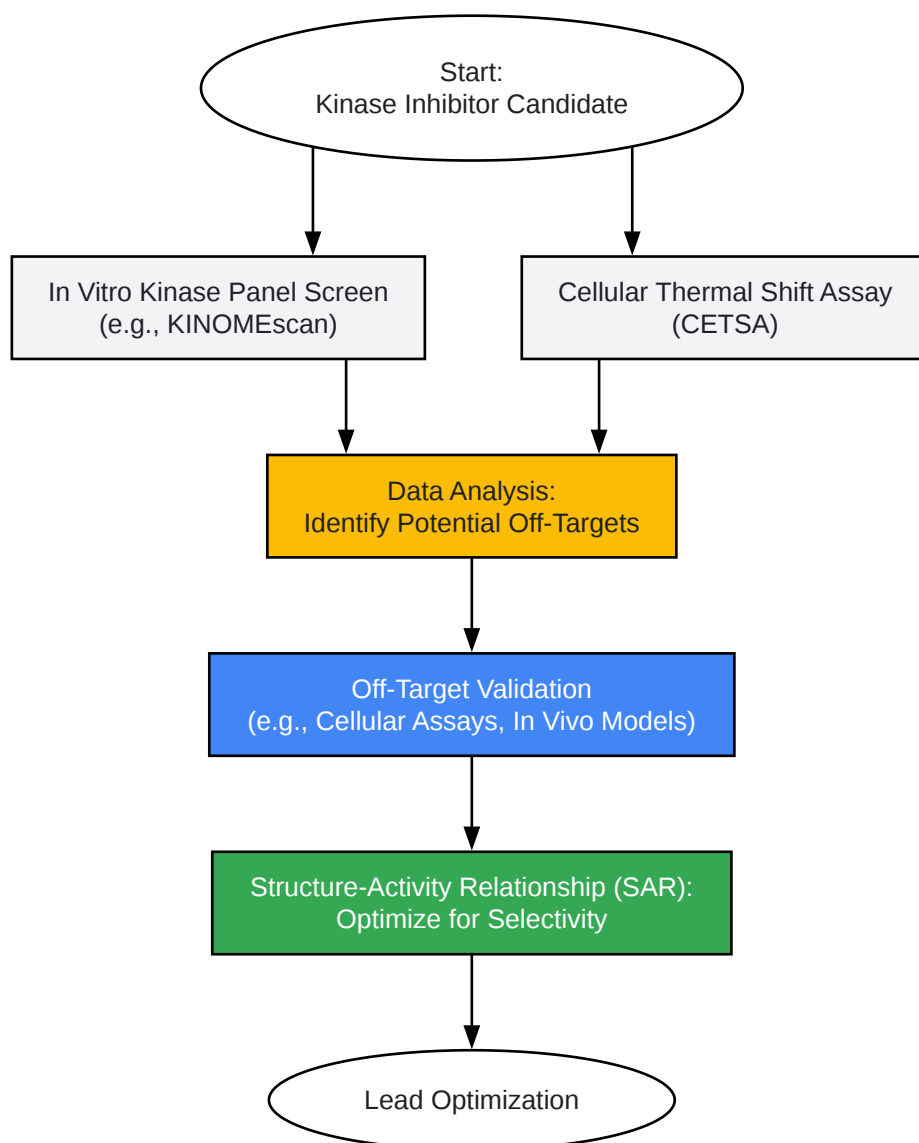 Start:
Kinase Inhibitor Candidate
In Vitro Kinase Panel Screen
(e.g., KINOMEscan)
Cellular Thermal Shift Assay
(CETSA)
Data Analysis:
Identify Potential Off-Targets
Off-Target Validation
(e.g., Cellular Assays, In Vivo Models)
Structure-Activity Relationship (SAR):
Optimize for Selectivity
Lead Optimization